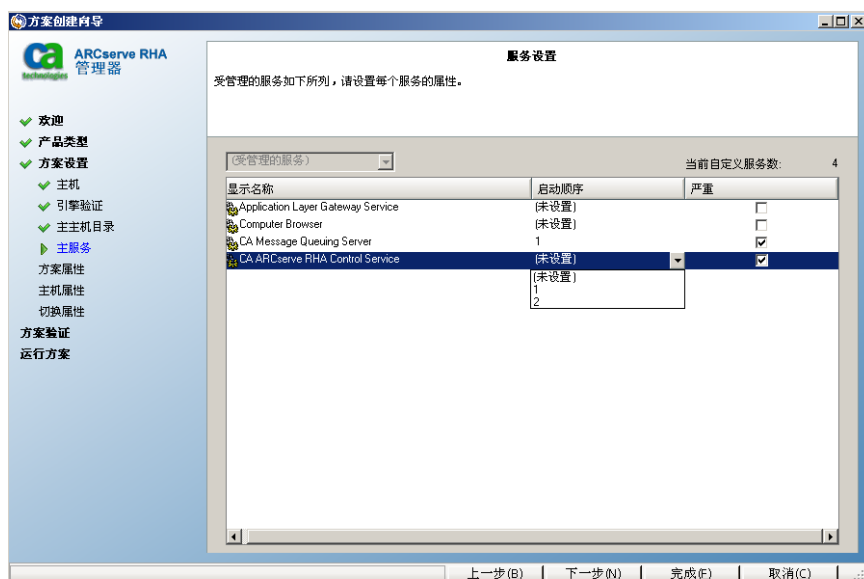 方案创建向导
ca
technologies
ARCserve RHA
管理器
欢迎
产品类型
方案设置
主机
引擎验证
主主机目录
主服务
方案属性
主机属性
切换属性
方案验证
运行方案
服务设置
受管理的服务如下所列，请设置每个服务的属性。
(受管理的服务) 当前自定义服务数: 4
显示名称 启动顺序 严重
Application Layer Gateway Service (未设置)
Computer Browser (未设置)
CA Message Queuing Server 1
CA ARCserve RHA Control Service (未设置)
(未设置)
1
2
上一步(B) 下一步(N) 完成(F) 取消(C)